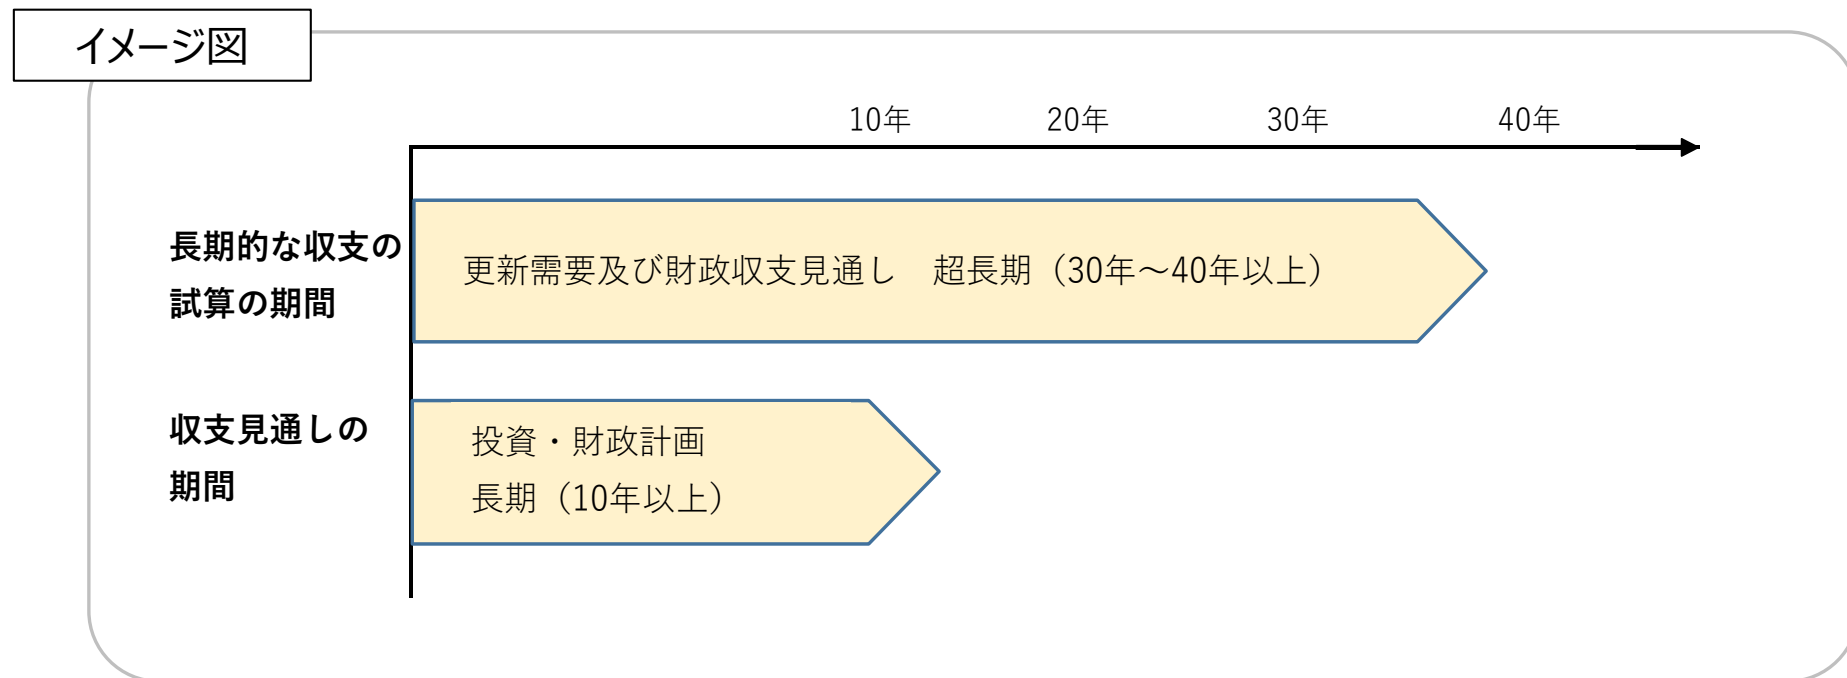 イメージ図
10年 20年 30年 40年
長期的な収支の
試算の期間
更新需要及び財政収支見通し　超長期（30年～40年以上）
収支見通しの
期間
投資・財政計画
長期（10年以上）